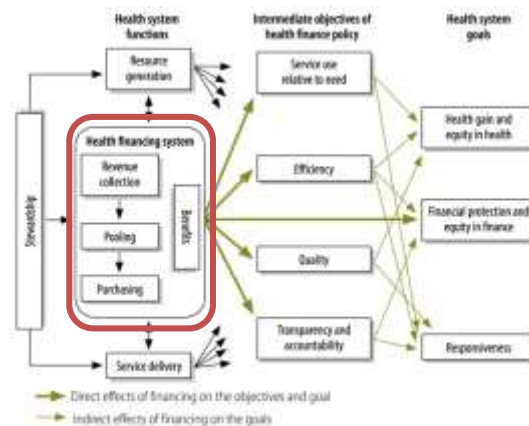 Health system
functions
Intermediate objectives of
health finance policy
Health system
goals
Resource
generation
Service use
relative to need
Health gain and
equity in health
Health financing system
Revenue
collection
Efficiency
Stewardship
Benefits
Pooling
Financial protection and
equity in finance
Quality
Purchasing
Transparency and
accountability
Responsiveness
Service delivery
Direct effects of financing on the objectives and goal
Indirect effects of financing on the goals